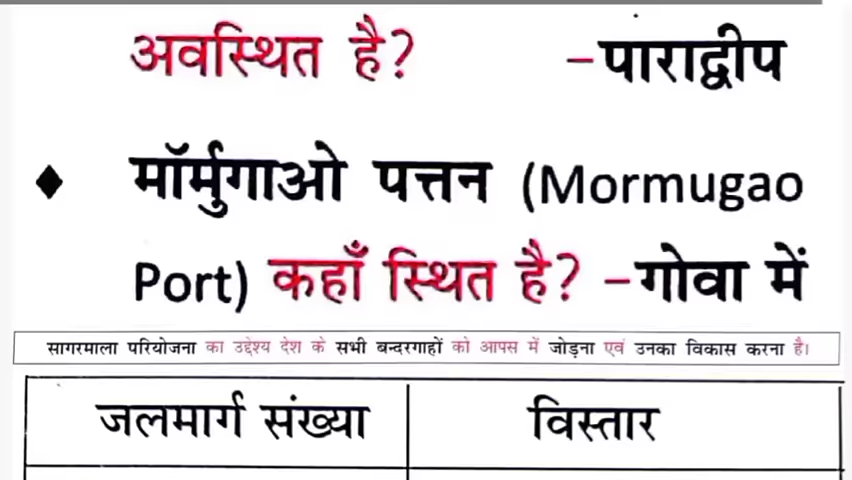 अवस्थित है? –पाराद्वीप
♦ मॉर्मुगाओ पत्तन (Mormugao
Port) कहाँ स्थित है? –गोवा में
सागरमाला परियोजना का उद्देश्य देश के सभी बन्दरगाहों को आपस में जोड़ना एवं उनका विकास करना है।
जलमार्ग संख्या विस्तार